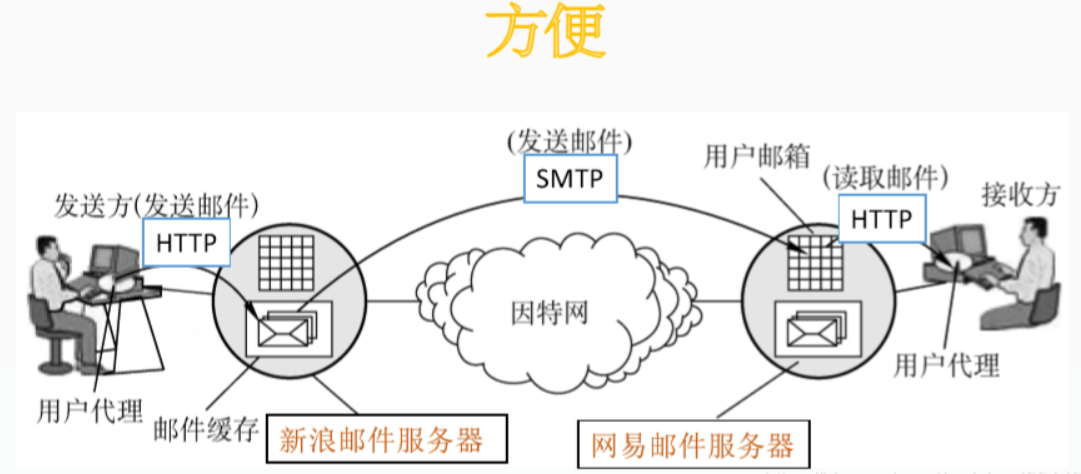 方便
(发送邮件)
SMTP
用户邮箱
(读取邮件)
HTTP
接收方
发送方(发送邮件)
HTTP
因特网
用户代理
用户代理
邮件缓存
新浪邮件服务器
网易邮件服务器